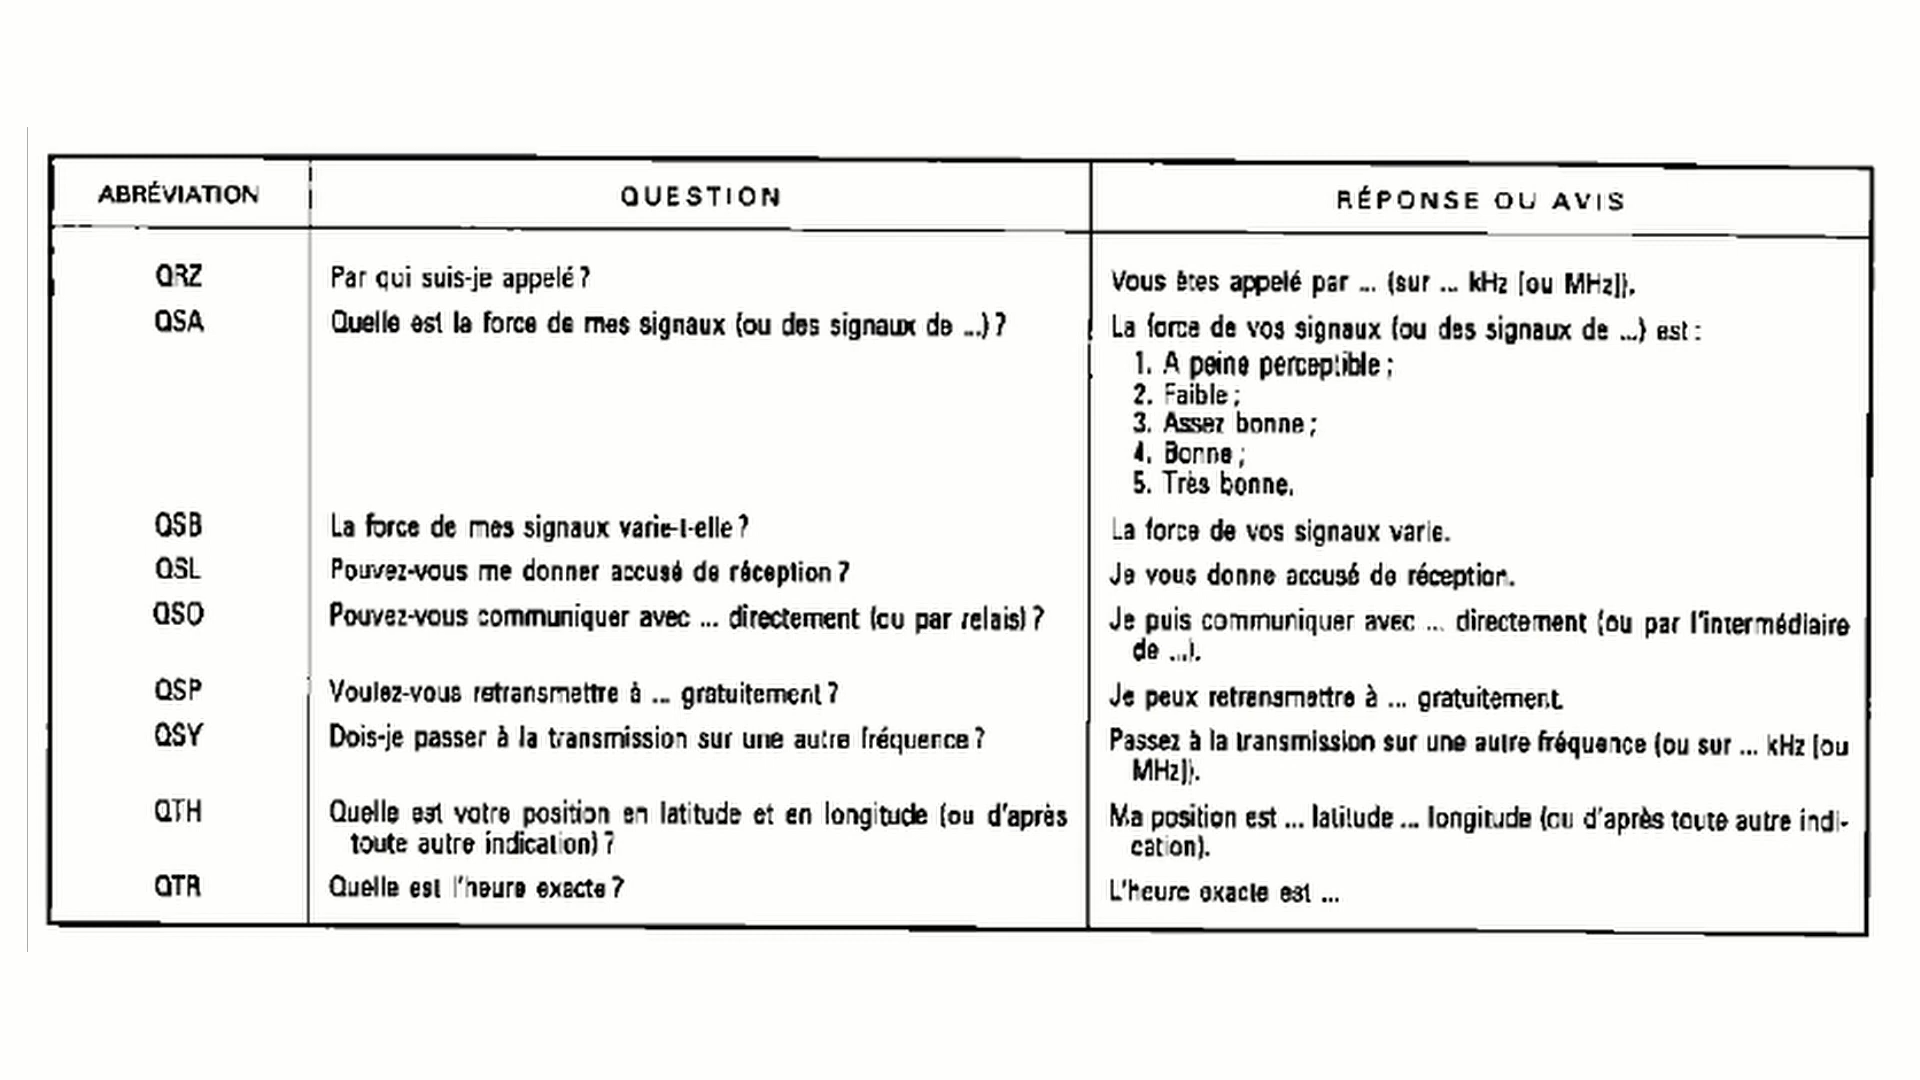 ABRÉVIATION QUESTION RÉPONSE OU AVIS
QRZ Par qui suis-je appelé ? Vous êtes appelé par ... (sur ... kHz [ou MHz]).
QSA Quelle est la force de mes signaux (ou des signaux de ...) ? La force de vos signaux (ou des signaux de ...) est :
1. A peine perceptible ;
2. Faible ;
3. Assez bonne ;
4. Bonne ;
5. Très bonne.
QSB La force de mes signaux varie-t-elle ? La force de vos signaux varie.
QSL Pouvez-vous me donner accusé de réception ? Je vous donne accusé de réception.
QSO Pouvez-vous communiquer avec ... directement (ou par relais) ? Je puis communiquer avec ... directement (ou par l'intermédiaire
de ...).
QSP Voulez-vous retransmettre à ... gratuitement ? Je peux retransmettre à ... gratuitement.
QSY Dois-je passer à la transmission sur une autre fréquence ? Passez à la transmission sur une autre fréquence (ou sur ... kHz [ou
MHz]).
QTH Quelle est votre position en latitude et en longitude (ou d'après Ma position est ... latitude ... longitude (ou d'après toute autre indi-
toute autre indication) ? cation).
QTR Quelle est l'heure exacte ? L'heure exacte est ...